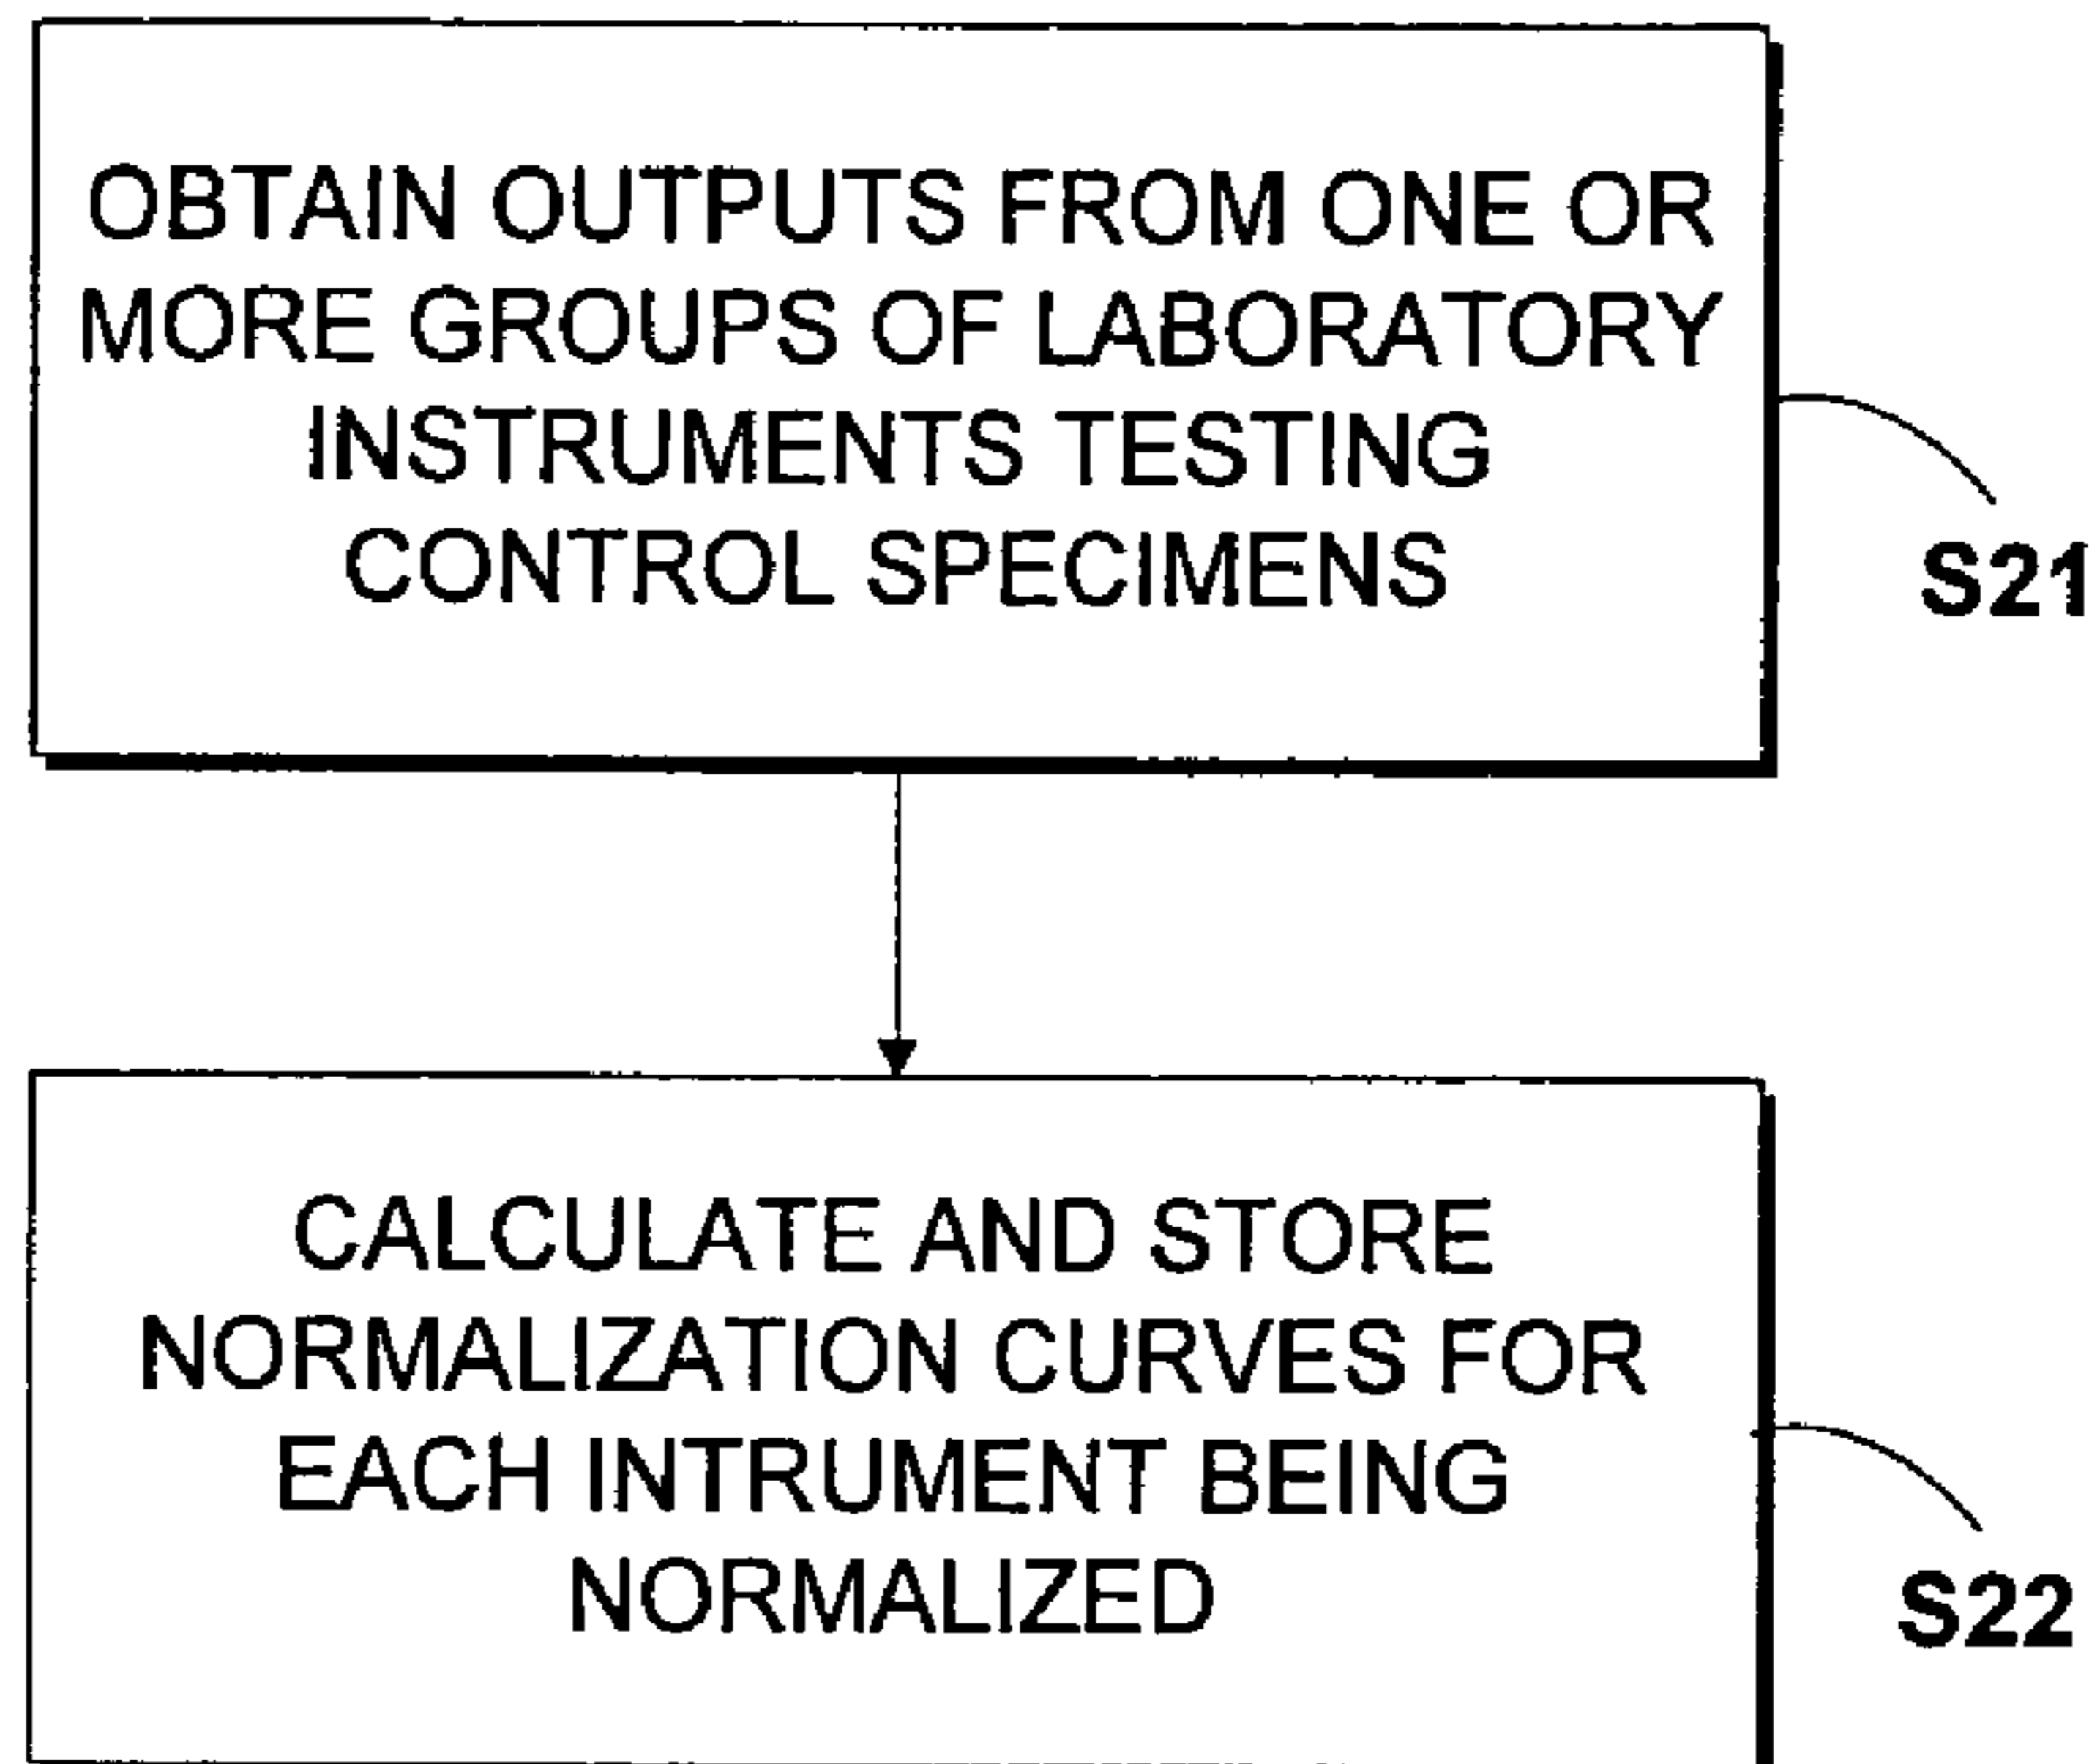 OBTAIN OUTPUTS FROM ONE OR
MORE GROUPS OF LABORATORY
INSTRUMENTS TESTING
CONTROL SPECIMENS
S21
CALCULATE AND STORE
NORMALIZATION CURVES FOR
EACH INTRUMENT BEING
NORMALIZED
S22